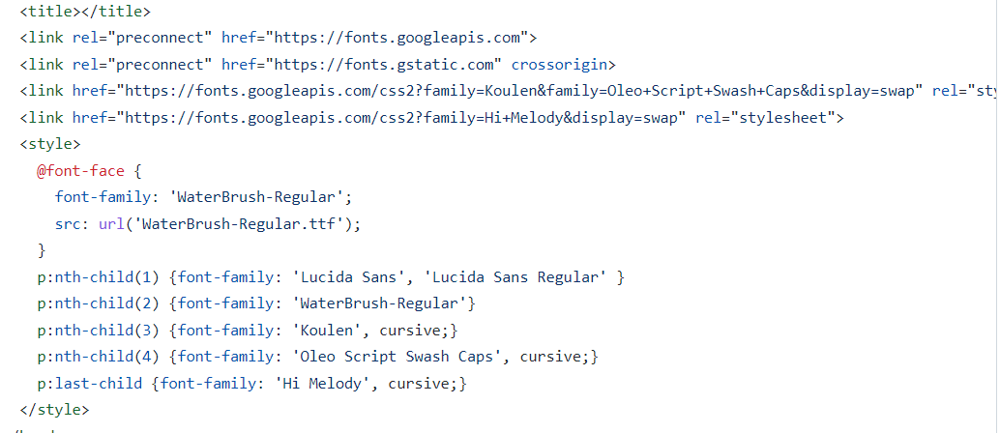 <title></title>
<link rel="preconnect" href="https://fonts.googleapis.com">
<link rel="preconnect" href="https://fonts.gstatic.com" crossorigin>
<link href="https://fonts.googleapis.com/css2?family=Koulen&family=Oleo+Script+Swash+Caps&display=swap" rel="sty
<link href="https://fonts.googleapis.com/css2?family=Hi+Melody&display=swap" rel="stylesheet">
<style>
@font-face {
font-family: 'WaterBrush-Regular';
src: url('WaterBrush-Regular.ttf');
}
p:nth-child(1) {font-family: 'Lucida Sans', 'Lucida Sans Regular' }
p:nth-child(2) {font-family: 'WaterBrush-Regular'}
p:nth-child(3) {font-family: 'Koulen', cursive;}
p:nth-child(4) {font-family: 'Oleo Script Swash Caps', cursive;}
p:last-child {font-family: 'Hi Melody', cursive;}
</style>